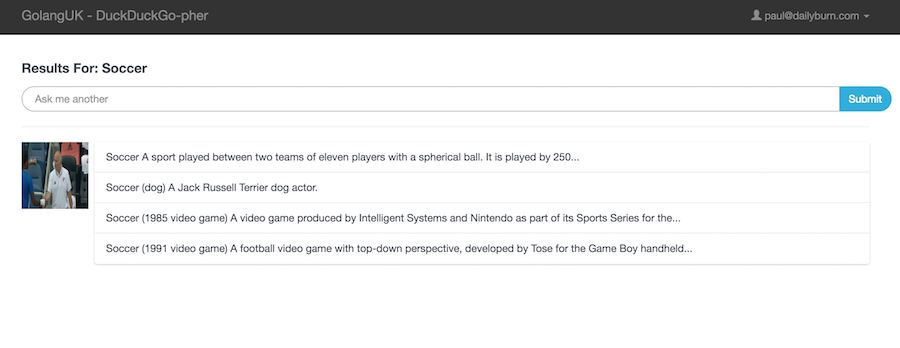 GolangUK - DuckDuckGo-pher
paul@dailyburn.com
Results For: Soccer
Ask me another
Submit
Soccer A sport played between two teams of eleven players with a spherical ball. It is played by 250...
Soccer (dog) A Jack Russell Terrier dog actor.
Soccer (1985 video game) A video game produced by Intelligent Systems and Nintendo as part of its Sports Series for the...
Soccer (1991 video game) A football video game with top-down perspective, developed by Tose for the Game Boy handheld...